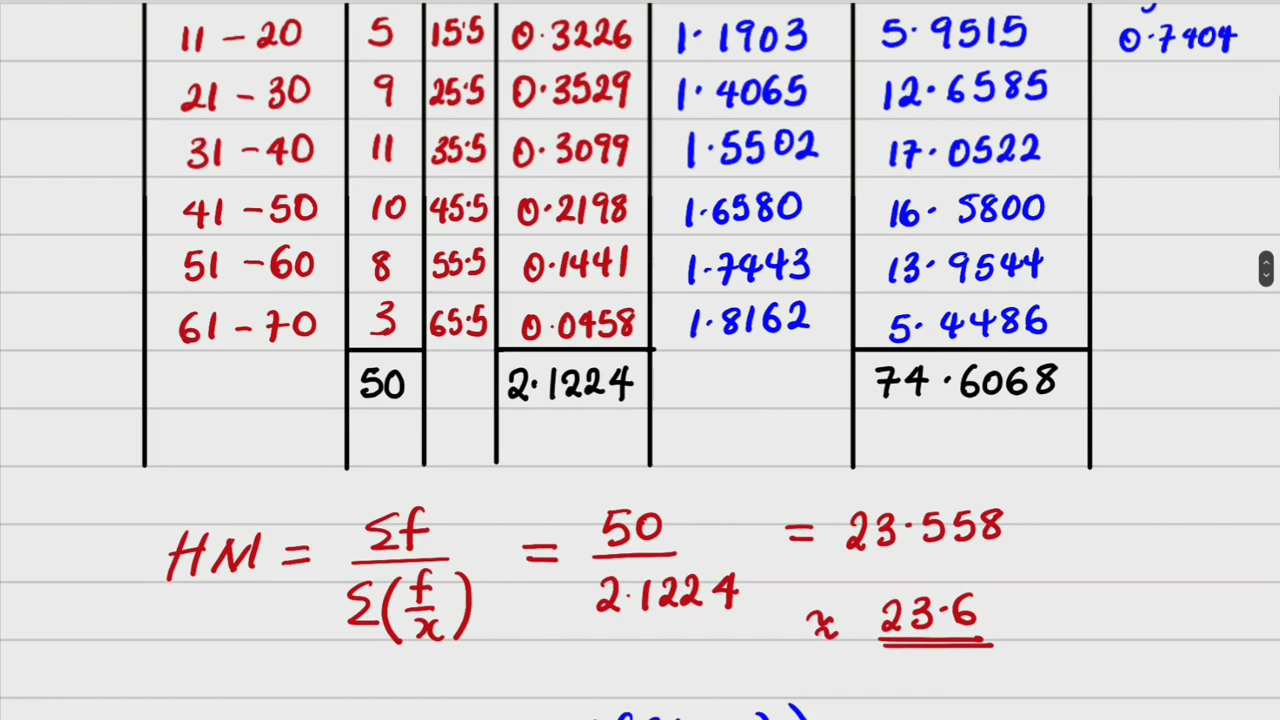 11 - 20 5 15.5 0.3226 1.1903 5.9515 0.7404
21 - 30 9 25.5 0.3529 1.4065 12.6585
31 - 40 11 35.5 0.3099 1.5502 17.0522
41 - 50 10 45.5 0.2198 1.6580 16.5800
51 - 60 8 55.5 0.1441 1.7443 13.9544
61 - 70 3 65.5 0.0458 1.8162 5.4486
50 2.1224 74.6068
HM = Σf / Σ(f/x) = 50 / 2.1224 = 23.558
≈ 23.6